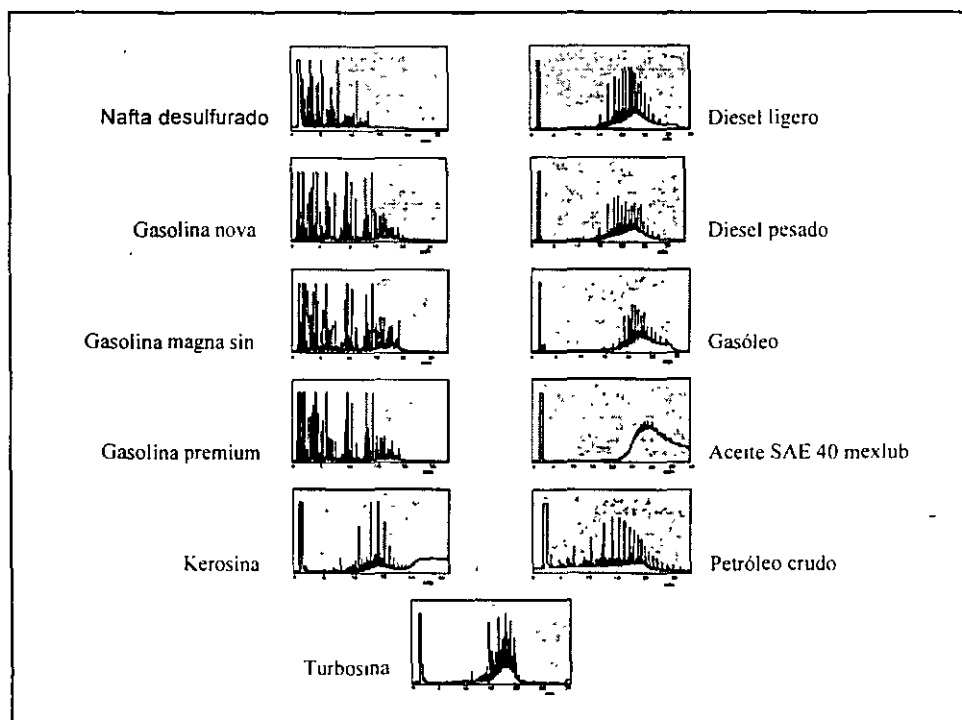 Nafta desulfurado
Diesel ligero
Gasolina nova
Diesel pesado
Gasolina magna sin
Gasóleo
Gasolina premium
Aceite SAE 40 mexlub
Kerosina
Petróleo crudo
Turbosina